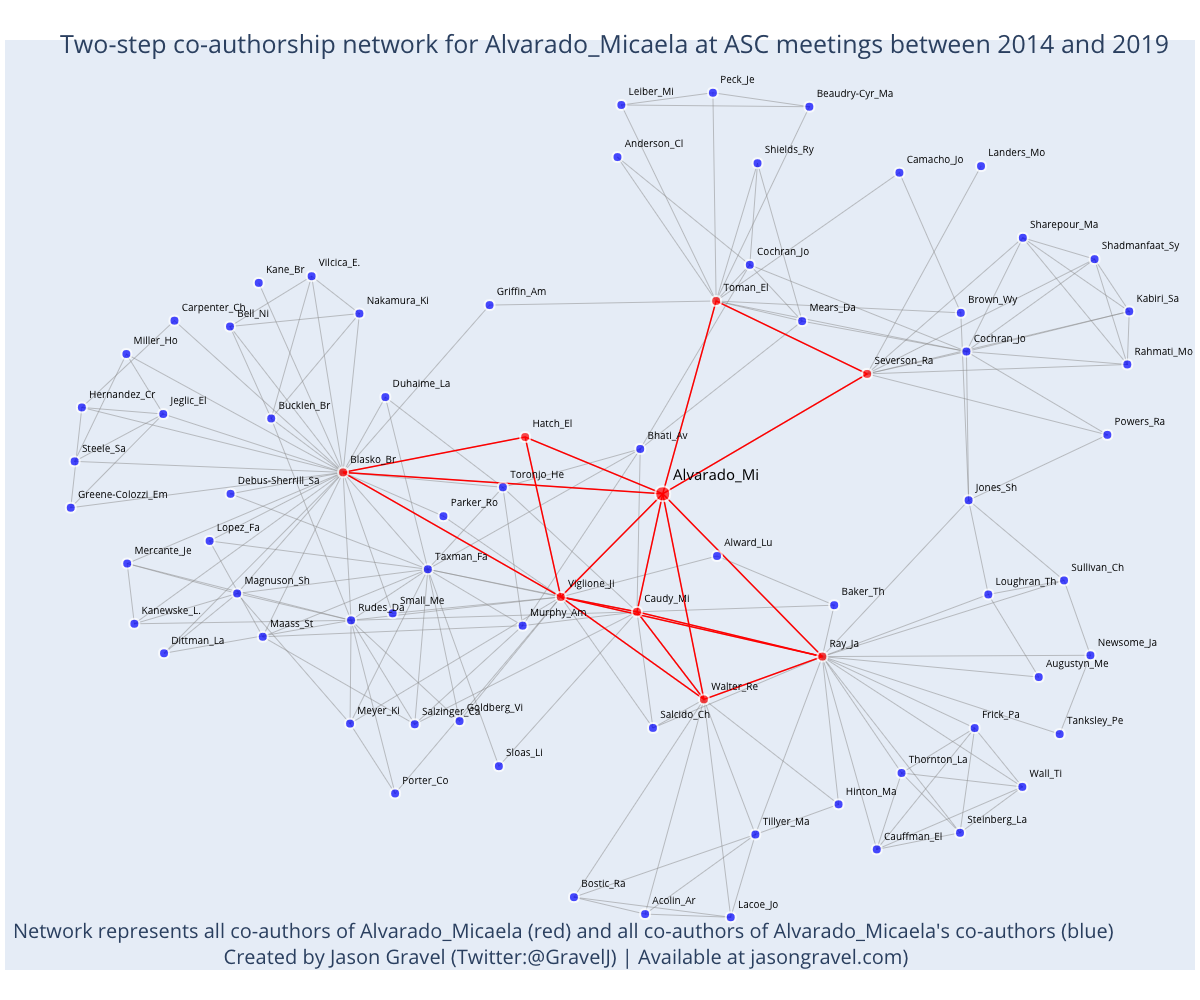 Two-step co-authorship network for Alvarado_Micaela at ASC meetings between 2014 and 2019
Peck_Je
Leiber_Mi
Beaudry-Cyr_Ma
Anderson_Cl
Shields_Ry
Landers_Mo
Camacho_Jo
Sharepour_Ma
Shadmanfaat_Sy
Cochran_Jo
Vilcica_E.
Kane_Br
Toman_El
Griffin_Am
Nakamura_Ki
Kabiri_Sa
Brown_Wy
Carpenter_Ch
Mears_Da
Bell_Ni
Cochran_Jo
Miller_Ho
Rahmati_Mo
Severson_Ra
Duhaime_La
Hernandez_Cr
Jeglic_El
Bucklen_Br
Hatch_El
Powers_Ra
Bhati_Av
Steele_Sa
Blasko_Br
Alvarado_Mi
Toronjo_He
Debus-Sherrill_Sa
Jones_Sh
Greene-Colozzi_Em
Parker_Ro
Lopez_Fa
Alward_Lu
Mercante_Je
Taxman_Fa
Sullivan_Ch
Magnuson_Sh
Viglione_Ji
Loughran_Th
Baker_Th
Small_Me
Caudy_Mi
Kanewske_L.
Rudes_Da
Murphy_Am
Maass_St
Dittman_La
Ray_Ja
Newsome_Ja
Augustyn_Me
Walter_Re
Goldberg_Vi
Meyer_Ki
Salzinger_Ca
Salcido_Ch
Frick_Pa
Tanksley_Pe
Sloas_Li
Thornton_La
Wall_Ti
Porter_Co
Hinton_Ma
Tillyer_Ma
Steinberg_La
Cauffman_El
Bostic_Ra
Acolin_Ar
Lacoe_Jo
Network represents all co-authors of Alvarado_Micaela (red) and all co-authors of Alvarado_Micaela's co-authors (blue)
Created by Jason Gravel (Twitter:@GravelJ) | Available at jasongravel.com)